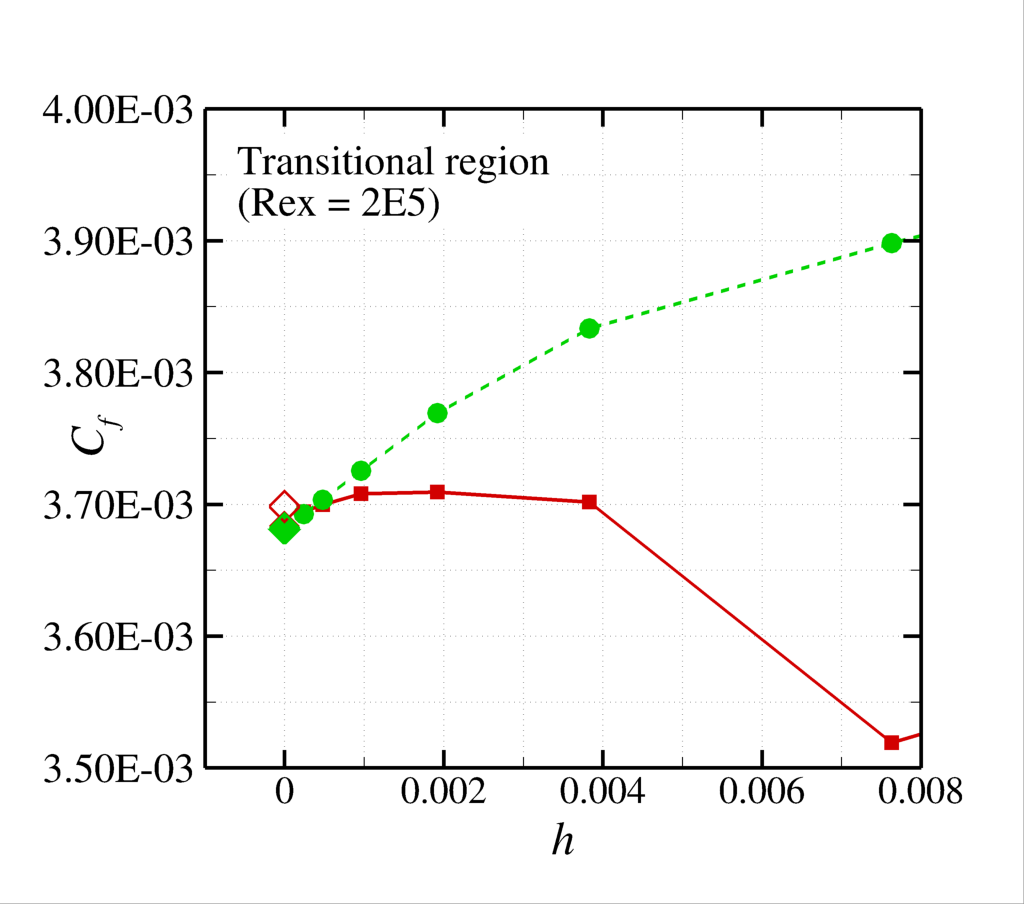 4.00E-03
Transitional region
(Rex = 2E5)
3.90E-03
3.80E-03
C_f
3.70E-03
3.60E-03
3.50E-03
0 0.002 0.004 0.006 0.008
h